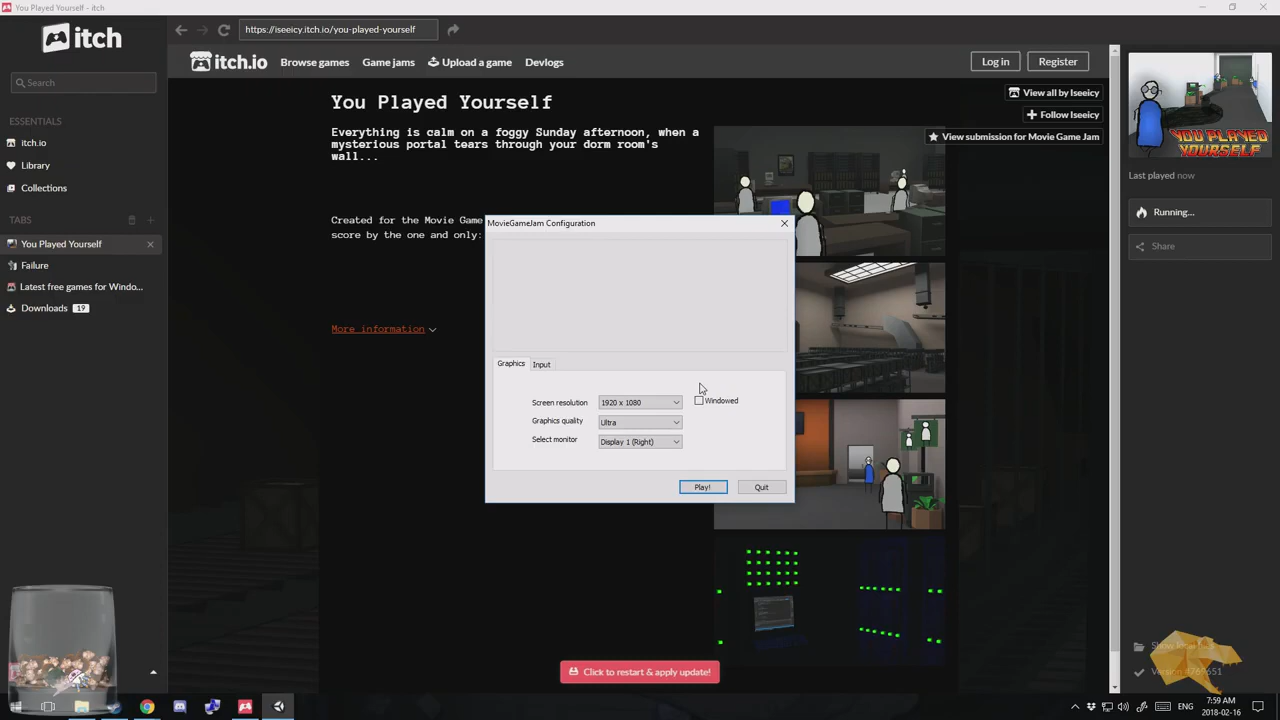 You Played Yourself
itch
https://iseeicy.itch.io/you-played-yourself
Search
ESSENTIALS
itch.io
Library
Collections
TABS
You Played Yourself
Failure
Latest free games for Windo...
Downloads 19
itch.io
Browse games
Game jams
Upload a game
Devlogs
Log in
Register
View all by Iseeicy
Follow Iseeicy
View submission for Movie Game Jam
You Played Yourself
Everything is calm on a foggy Sunday afternoon, when a
mysterious portal tears through your dorm room's
wall...
Created for the Movie Game
score by the one and only:
More information
MovieGameJam Configuration
Graphics
Input
Screen resolution
1920 x 1080
Windowed
Graphics quality
Ultra
Select monitor
Display 1 (Right)
Play!
Quit
Click to restart & apply update!
YOU PLAYED
YOURSELF
Last played now
Running...
Share
ENG
7:59 AM
2018-02-16